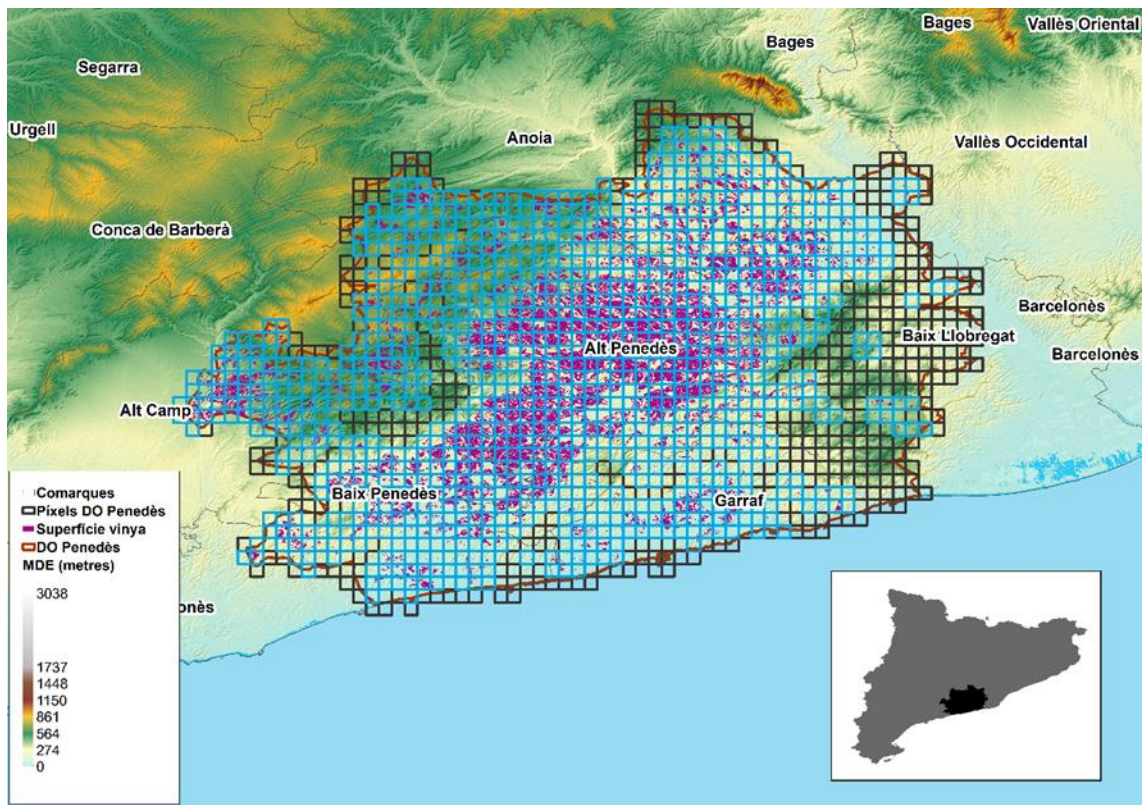 Bages
Bages
Vallès Oriental
Segarra
Urgell
Anoia
Vallès Occidental
Conca de Barberà
Barcelonès
Baix Llobregat
Alt Penedès
Barcelonès
Alt Camp
Baix Penedès
Garraf
Comarques
Píxels DO Penedès
Superfície vinya
DO Penedès
MDE (metres)
3038
1737
1448
1150
861
564
274
0
onès